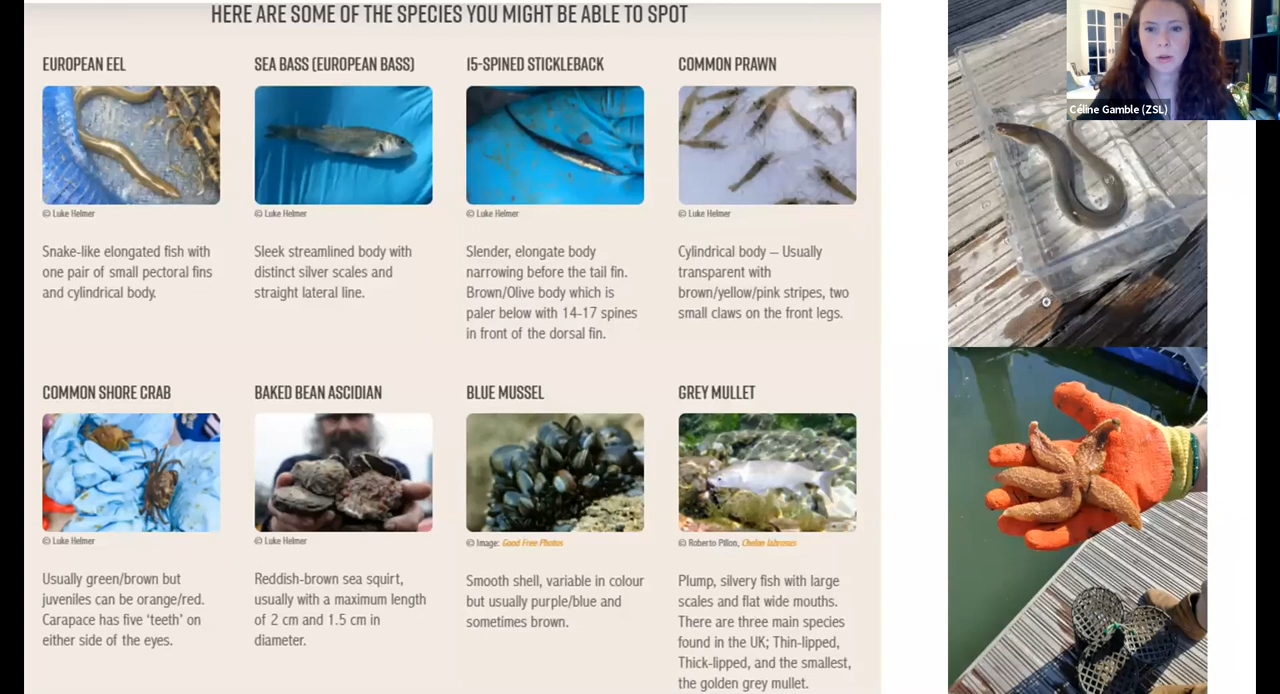 HERE ARE SOME OF THE SPECIES YOU MIGHT BE ABLE TO SPOT
Céline Gamble (ZSL)
EUROPEAN EEL
© Luke Helmer
Snake-like elongated fish with
one pair of small pectoral fins
and cylindrical body.
SEA BASS (EUROPEAN BASS)
© Luke Helmer
Sleek streamlined body with
distinct silver scales and
straight lateral line.
15-SPINED STICKLEBACK
© Luke Helmer
Slender, elongate body
narrowing before the tail fin.
Brown/Olive body which is
paler below with 14-17 spines
in front of the dorsal fin.
COMMON PRAWN
© Luke Helmer
Cylindrical body – Usually
transparent with
brown/yellow/pink stripes, two
small claws on the front legs.
COMMON SHORE CRAB
© Luke Helmer
Usually green/brown but
juveniles can be orange/red.
Carapace has five ‘teeth’ on
either side of the eyes.
BAKED BEAN ASCIDIAN
© Luke Helmer
Reddish-brown sea squirt,
usually with a maximum length
of 2 cm and 1.5 cm in
diameter.
BLUE MUSSEL
© Image: Good Free Photos
Smooth shell, variable in colour
but usually purple/blue and
sometimes brown.
GREY MULLET
© Roberto Pillon, Chelon labrosus
Plump, silvery fish with large
scales and flat wide mouths.
There are three main species
found in the UK; Thin-lipped,
Thick-lipped, and the smallest,
the golden grey mullet.